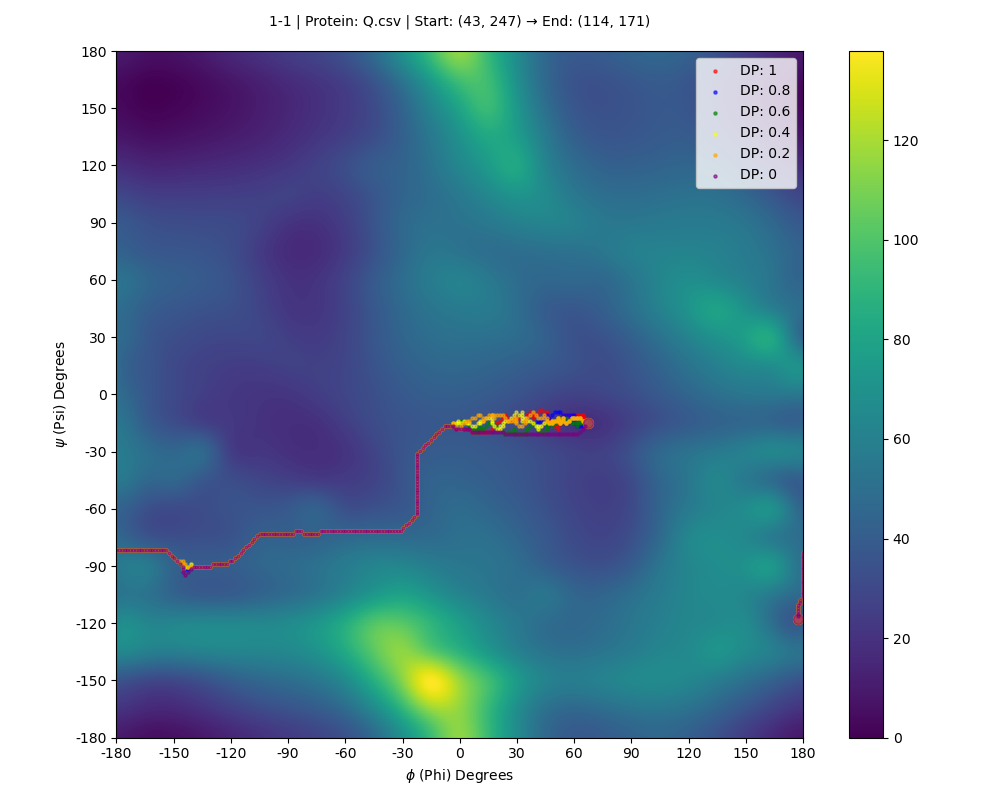 1-1 | Protein: Q.csv | Start: (43, 247) → End: (114, 171)
DP: 1
DP: 0.8
DP: 0.6
DP: 0.4
DP: 0.2
DP: 0
180
150
120
90
60
30
0
-30
-60
-90
-120
-150
-180
ψ (Psi) Degrees
-180 -150 -120 -90 -60 -30 0 30 60 90 120 150 180
ϕ (Phi) Degrees
120
100
80
60
40
20
0